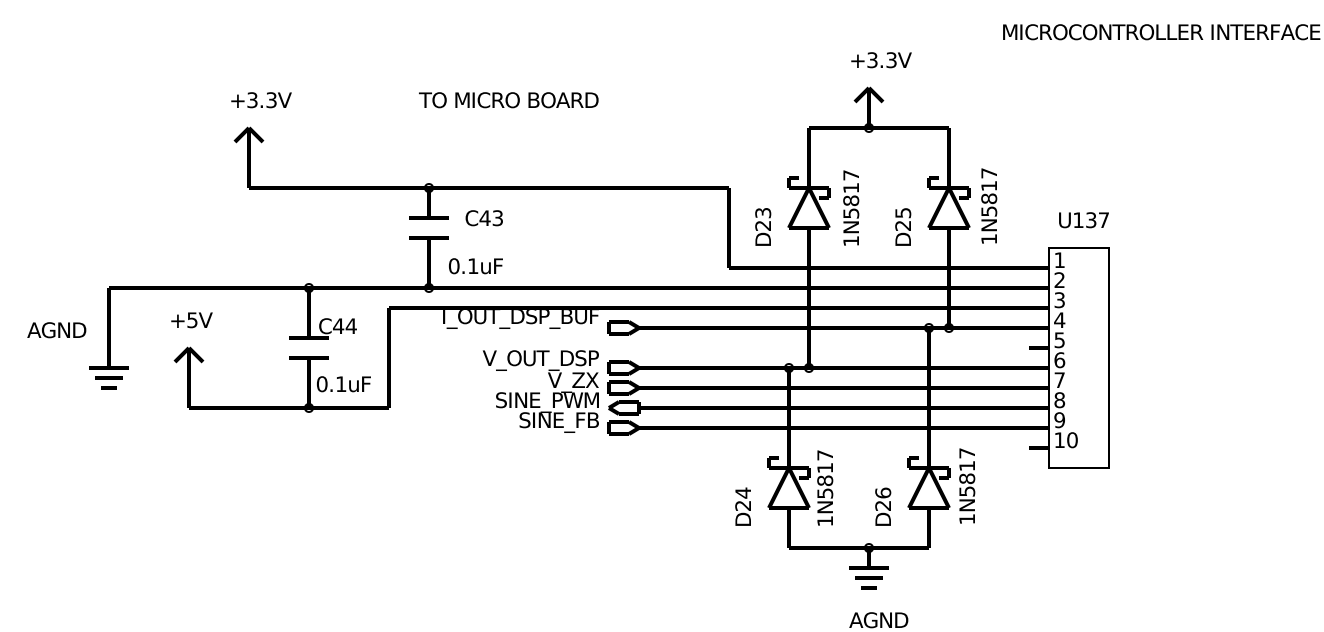 MICROCONTROLLER INTERFACE
+3.3V
+3.3V
TO MICRO BOARD
D23
1N5817
D25
1N5817
U137
C43
0.1uF
1
2
3
4
5
6
7
8
9
10
AGND
+5V
C44
0.1uF
I_OUT_DSP_BUF
V_OUT_DSP
V_ZX
SINE_PWM
SINE_FB
D24
1N5817
D26
1N5817
AGND